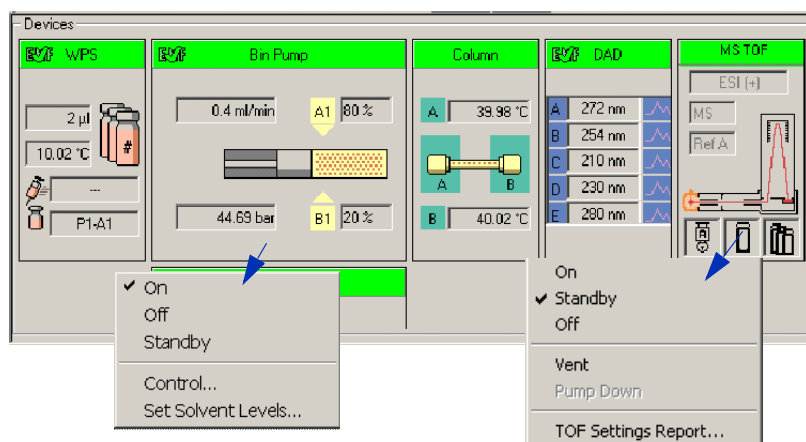 Devices
EMF WPS
2 µl
10.02 °C
#
---
P1-A1
EMF Bin Pump
0.4 ml/min
A1 80 %
44.69 bar
B1 20 %
Column
A 39.98 °C
A B
B 40.02 °C
EMF DAD
A 272 nm
B 254 nm
C 210 nm
D 230 nm
E 280 nm
MS TOF
ESI (+)
MS
Ref A
On
Off
Standby
Control...
Set Solvent Levels...
On
Standby
Off
Vent
Pump Down
TOF Settings Report...